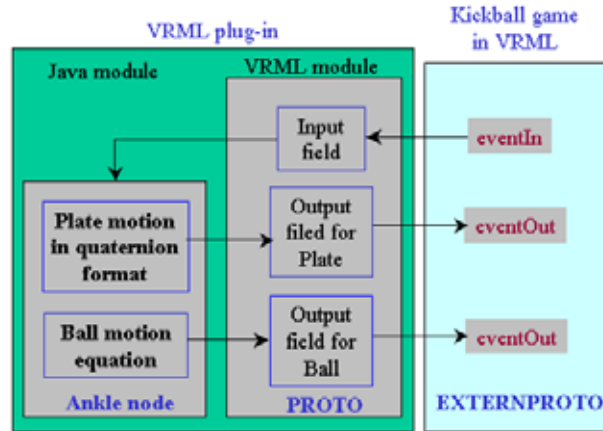 VRML plug-in
Kickball game
in VRML
Java module
VRML module
Input
field
eventIn
Plate motion
in quaternion
format
Output
filed for
Plate
eventOut
Ball motion
equation
Output
field for
Ball
eventOut
Ankle node
PROTO
EXTERNPROTO